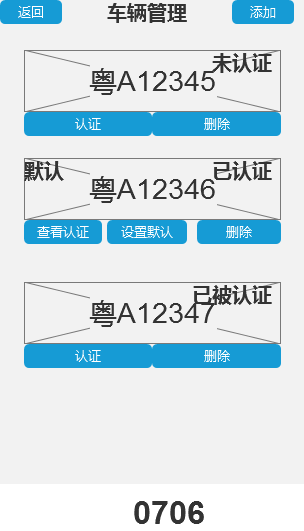 返回 车辆管理 添加
未认证
粤A12345
认证 删除
默认 已认证
粤A12346
查看认证 设置默认 删除
已被认证
粤A12347
认证 删除
0706